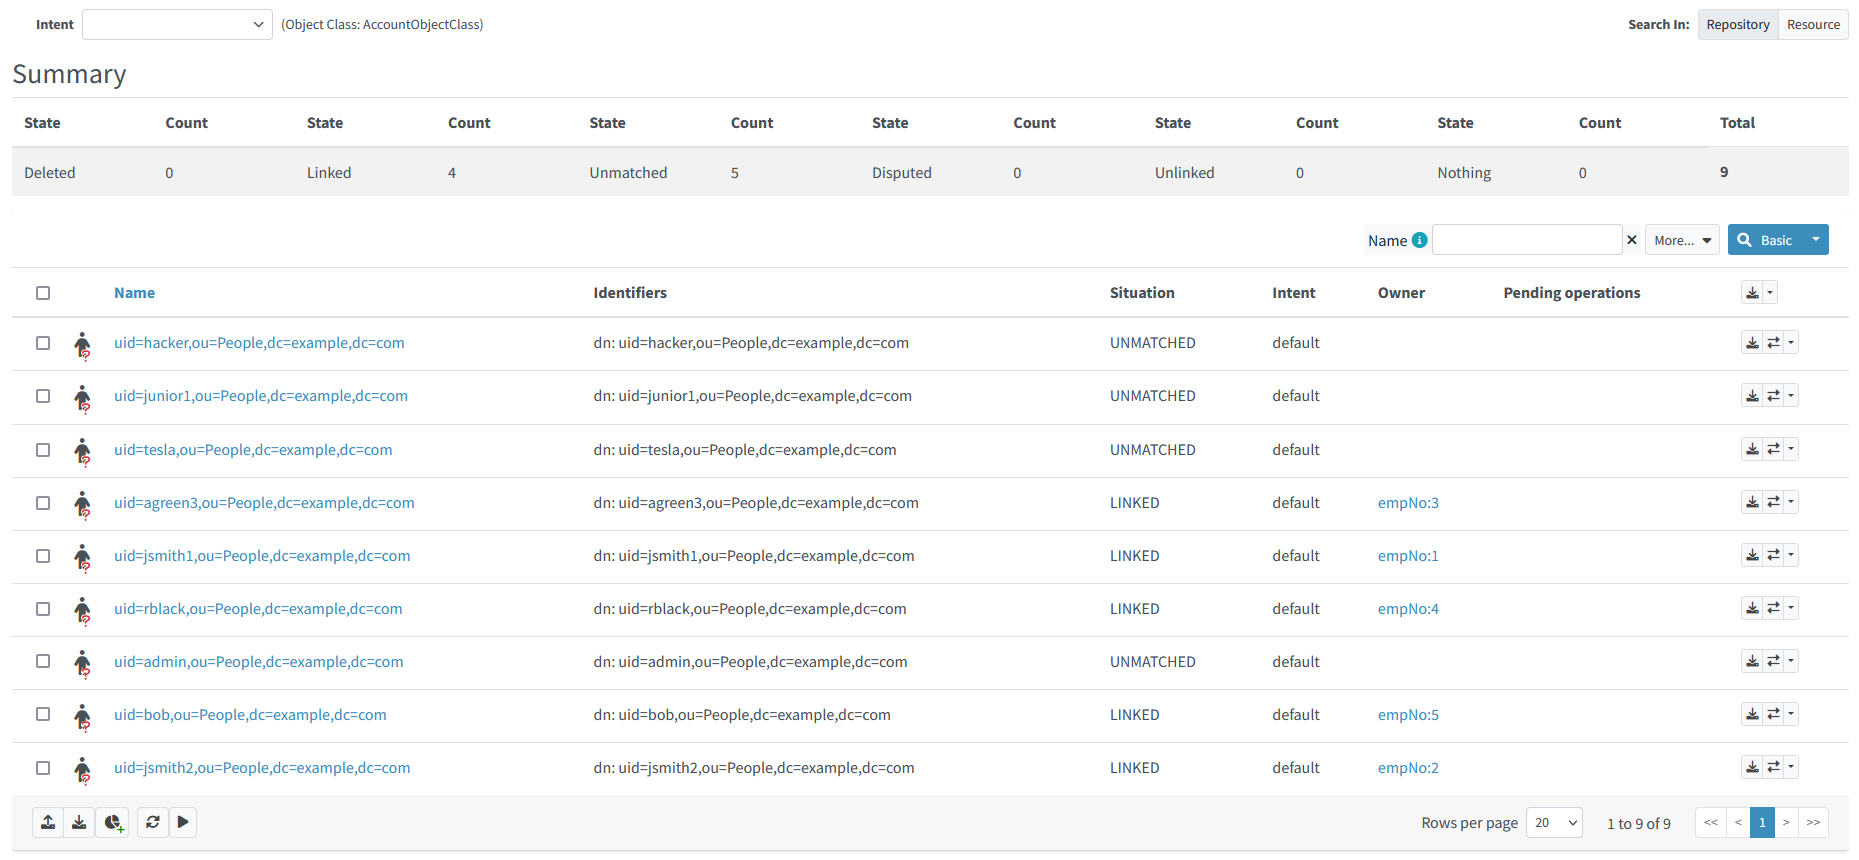 Intent (Object Class: AccountObjectClass) Search In: Repository Resource
Summary
State Count State Count State Count State Count State Count State Count Total
Deleted 0 Linked 4 Unmatched 5 Disputed 0 Unlinked 0 Nothing 0 9
Name More... Basic
Name Identifiers Situation Intent Owner Pending operations
uid=hacker,ou=People,dc=example,dc=com dn: uid=hacker,ou=People,dc=example,dc=com UNMATCHED default
uid=junior1,ou=People,dc=example,dc=com dn: uid=junior1,ou=People,dc=example,dc=com UNMATCHED default
uid=tesla,ou=People,dc=example,dc=com dn: uid=tesla,ou=People,dc=example,dc=com UNMATCHED default
uid=agreen3,ou=People,dc=example,dc=com dn: uid=agreen3,ou=People,dc=example,dc=com LINKED default empNo:3
uid=jsmith1,ou=People,dc=example,dc=com dn: uid=jsmith1,ou=People,dc=example,dc=com LINKED default empNo:1
uid=rblack,ou=People,dc=example,dc=com dn: uid=rblack,ou=People,dc=example,dc=com LINKED default empNo:4
uid=admin,ou=People,dc=example,dc=com dn: uid=admin,ou=People,dc=example,dc=com UNMATCHED default
uid=bob,ou=People,dc=example,dc=com dn: uid=bob,ou=People,dc=example,dc=com LINKED default empNo:5
uid=jsmith2,ou=People,dc=example,dc=com dn: uid=jsmith2,ou=People,dc=example,dc=com LINKED default empNo:2
Rows per page 20 1 to 9 of 9 << < 1 > >>